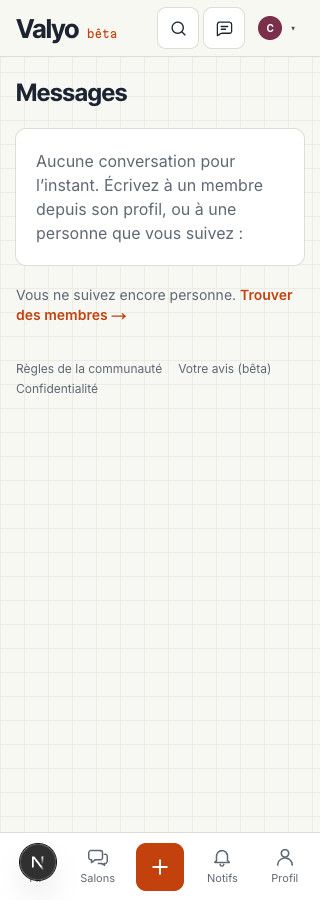 Valyo bêta
C
Messages
Aucune conversation pour
l’instant. Écrivez à un membre
depuis son profil, ou à une
personne que vous suivez :
Vous ne suivez encore personne. Trouver
des membres →
Règles de la communauté Votre avis (bêta)
Confidentialité
N
Salons
Notifs
Profil